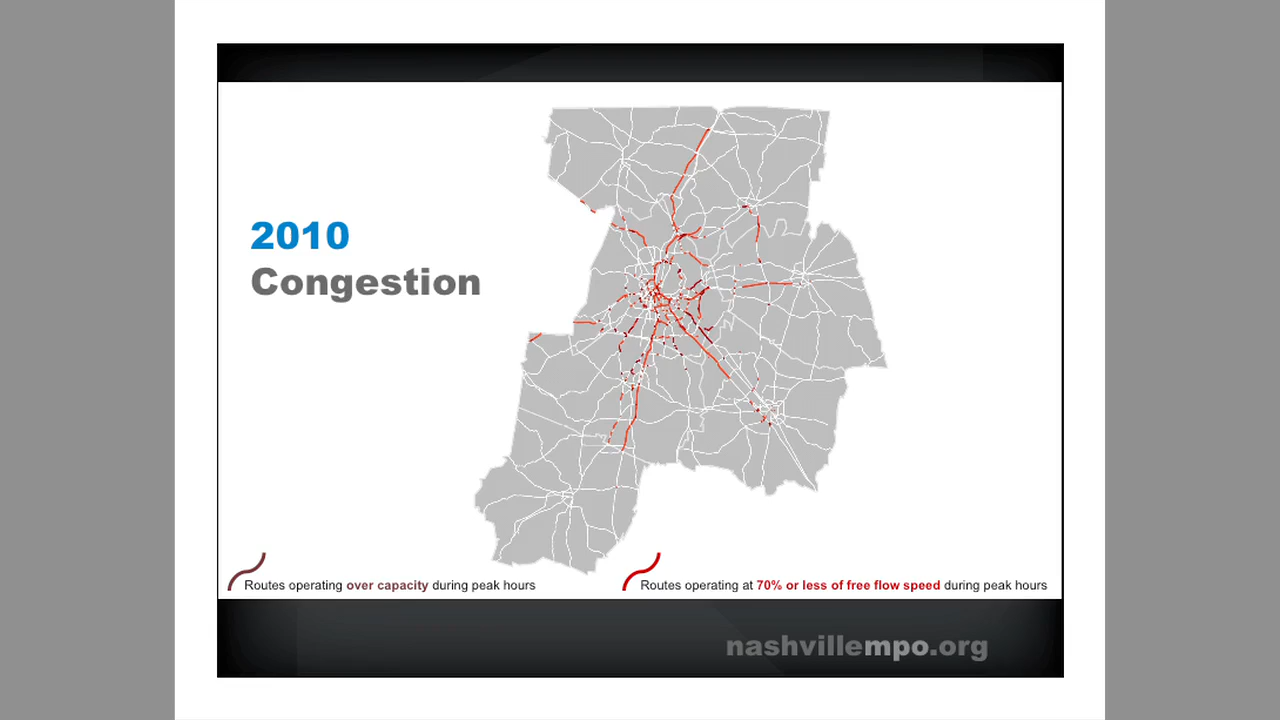 2010
Congestion
Routes operating over capacity during peak hours
Routes operating at 70% or less of free flow speed during peak hours
nashvillempo.org